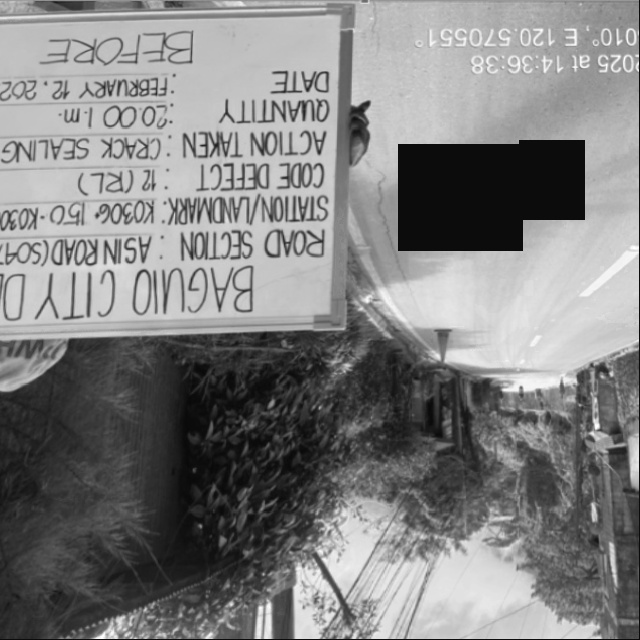 BAGUIO CITY D
ROAD SECTION : ASIN ROAD
STATION/LANDMARK: K0306+150-K030
CODE DEFECT : 12 (RL)
ACTION TAKEN : CRACK SEALING
QUANTITY : 20.00 l.m.
DATE : FEBRUARY 12, 202
BEFORE
2025 at 14:36:38
010°, E 120.570551°